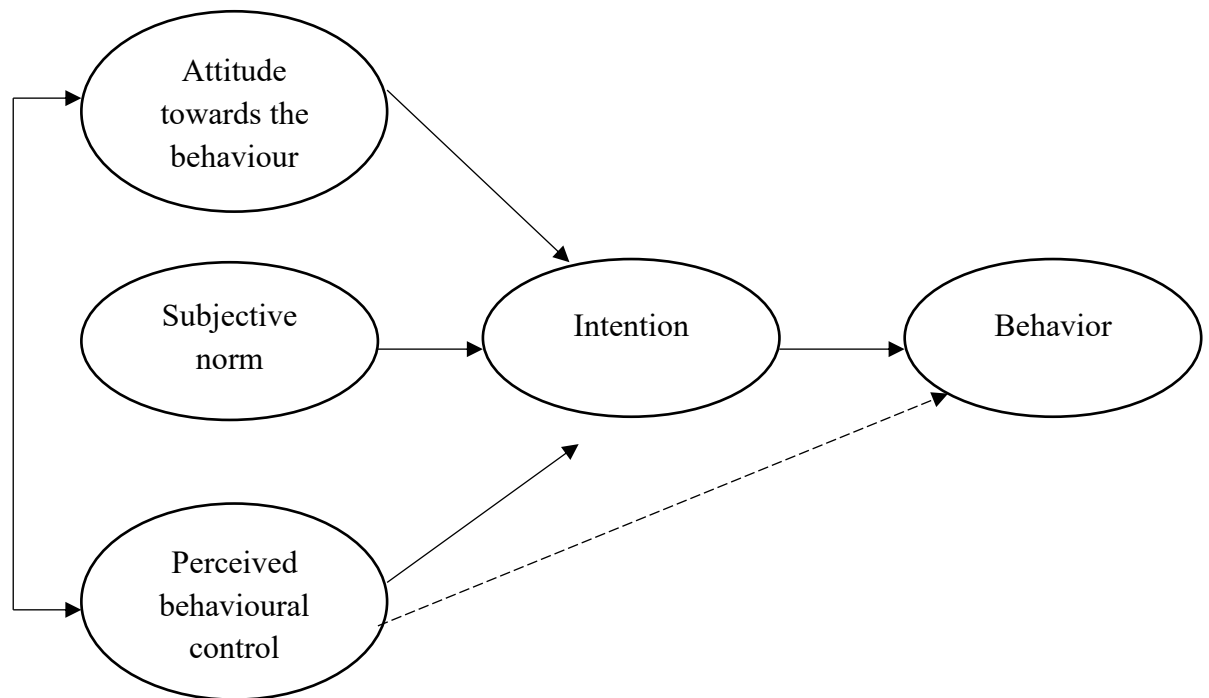 Attitude
towards the
behaviour
Subjective
norm
Intention
Behavior
Perceived
behavioural
control